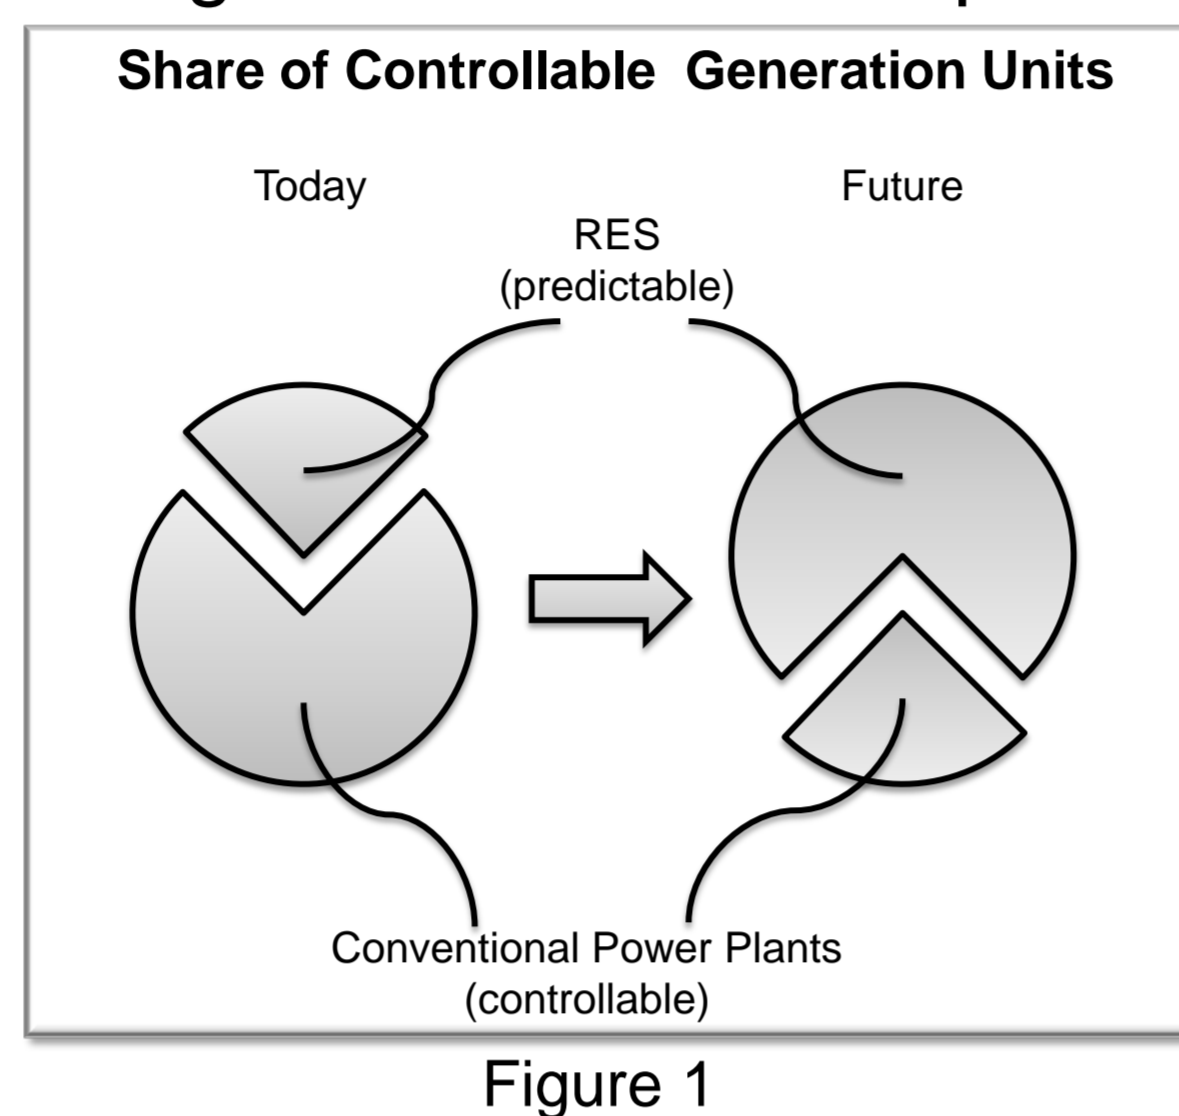 Share of Controllable  Generation Units
Today
Future
RES
(predictable)
Conventional Power Plants
(controllable)
Figure 1